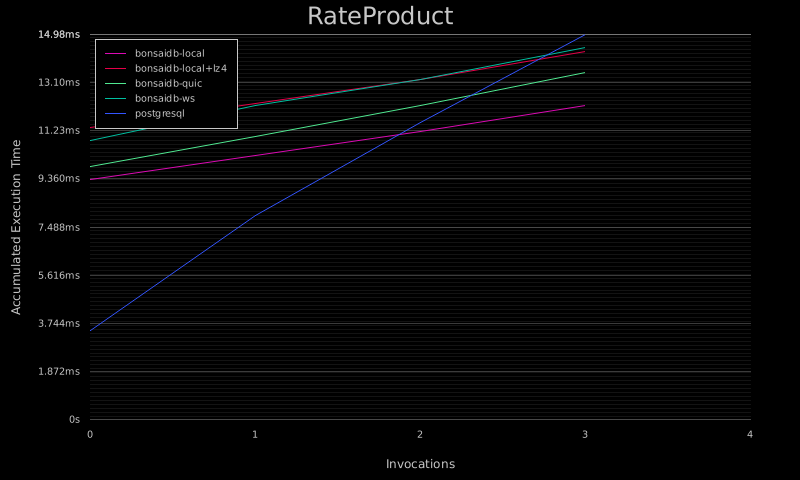 RateProduct
14.98ms
13.10ms
11.23ms
9.360ms
7.488ms
5.616ms
3.744ms
1.872ms
0s
bonsaidb-local
bonsaidb-local+lz4
bonsaidb-quic
bonsaidb-ws
postgresql
Accumulated Execution Time
0 1 2 3 4
Invocations